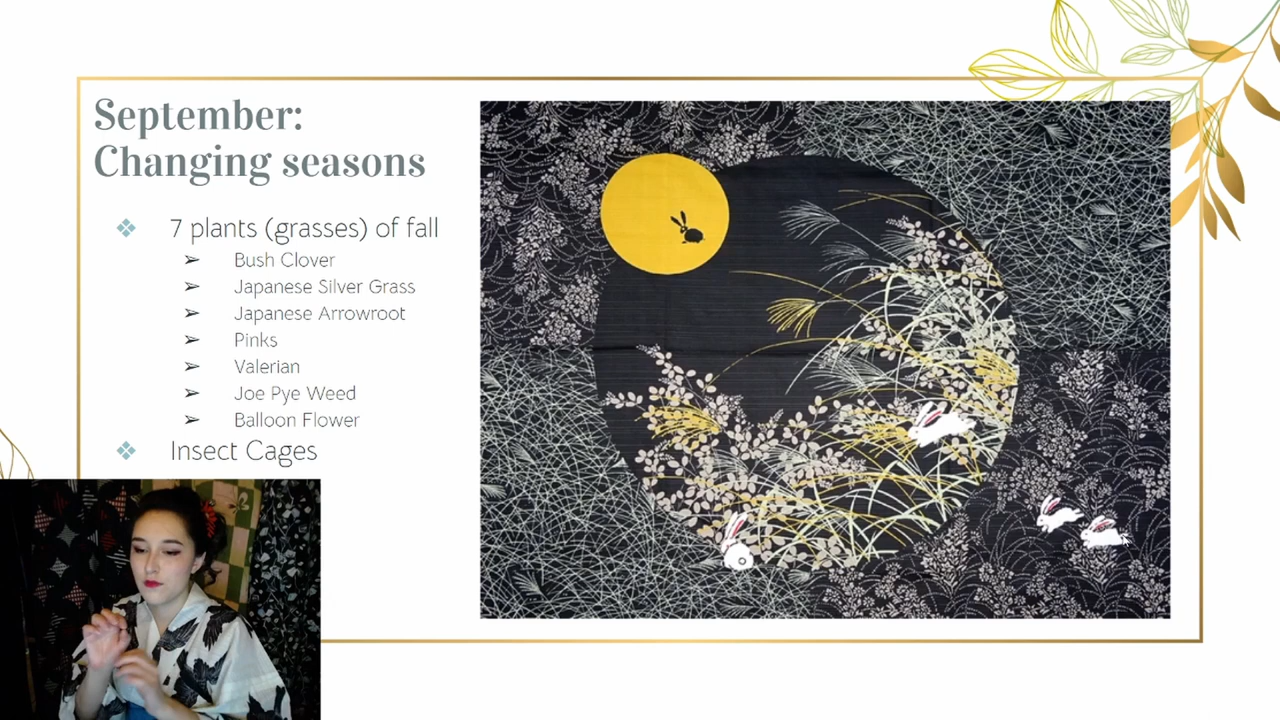 September:
Changing seasons
❖ 7 plants (grasses) of fall
➢ Bush Clover
➢ Japanese Silver Grass
➢ Japanese Arrowroot
➢ Pinks
➢ Valerian
➢ Joe Pye Weed
➢ Balloon Flower
❖ Insect Cages